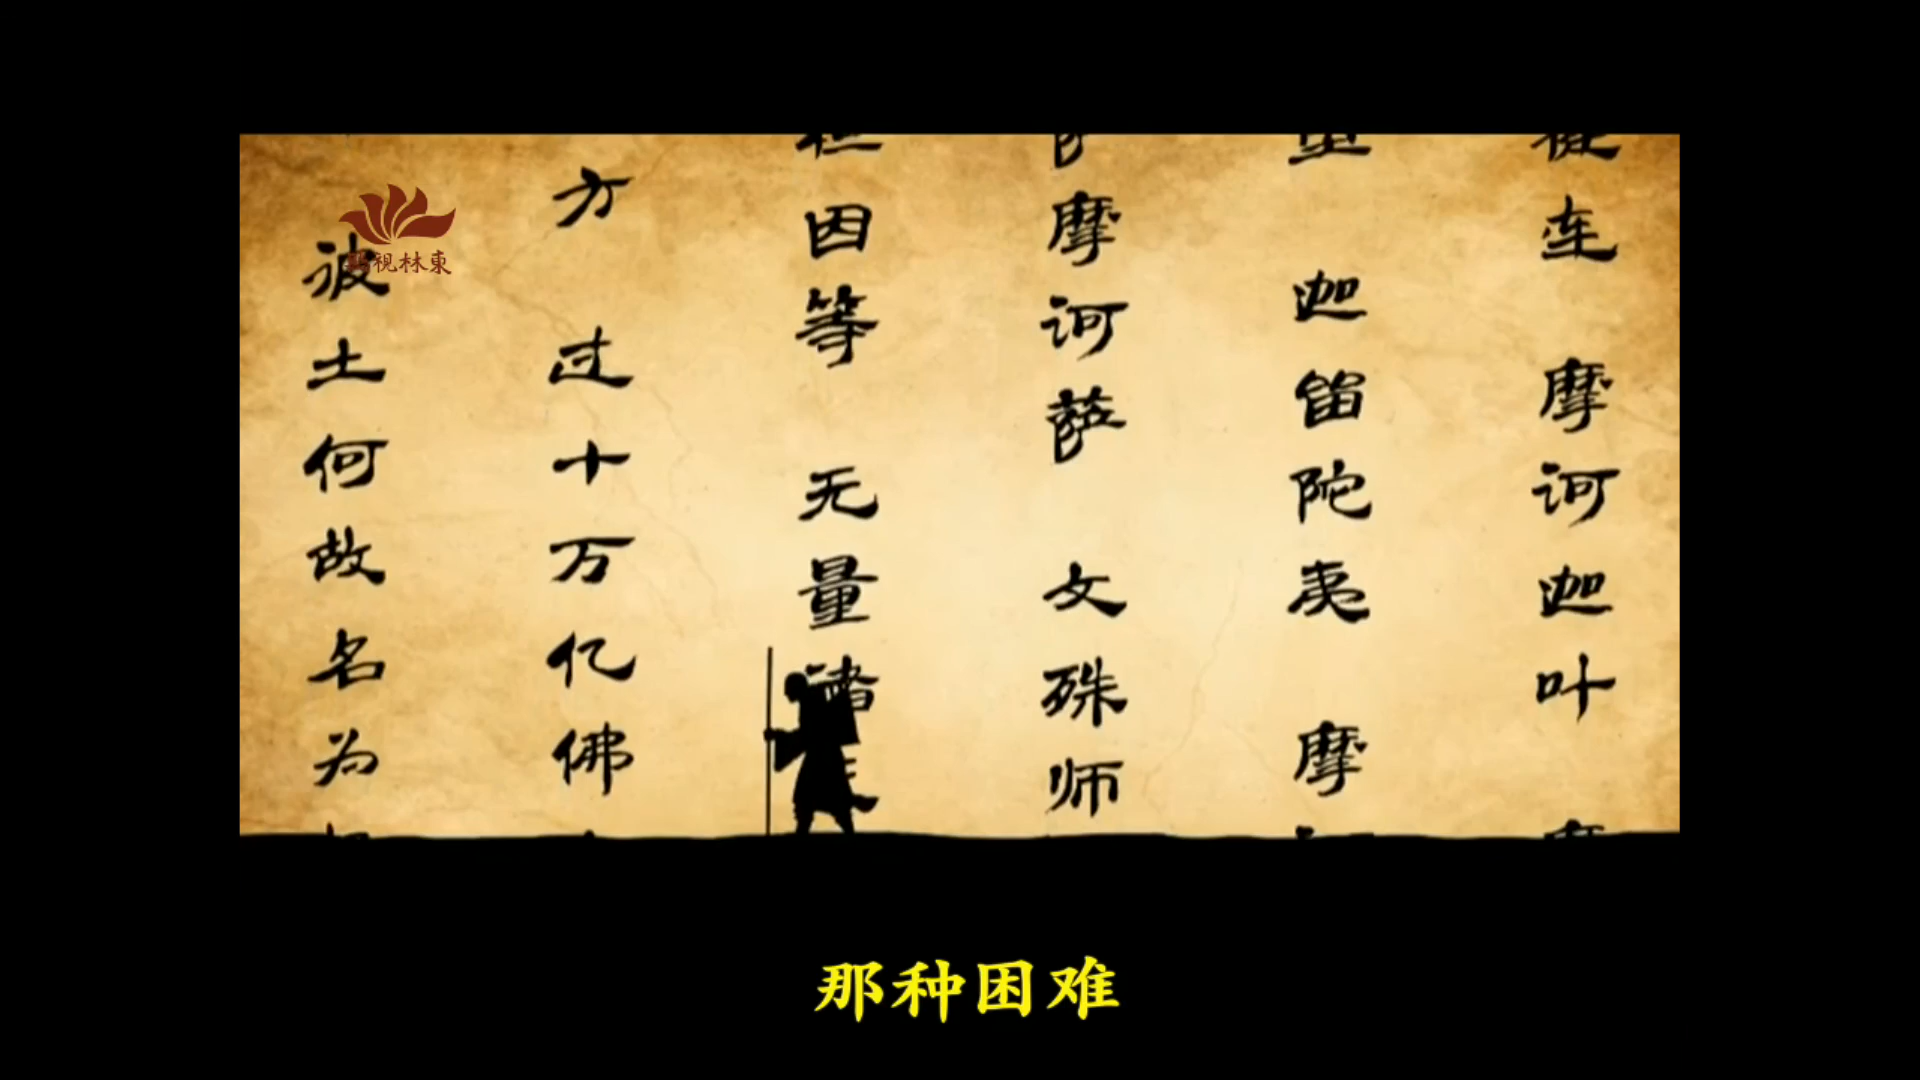 连 摩诃迦叶
迦留陀夷 摩
摩诃萨 文殊师
因等 无量诸
方 过十万亿佛
彼土何故名为
東林視
那种困难